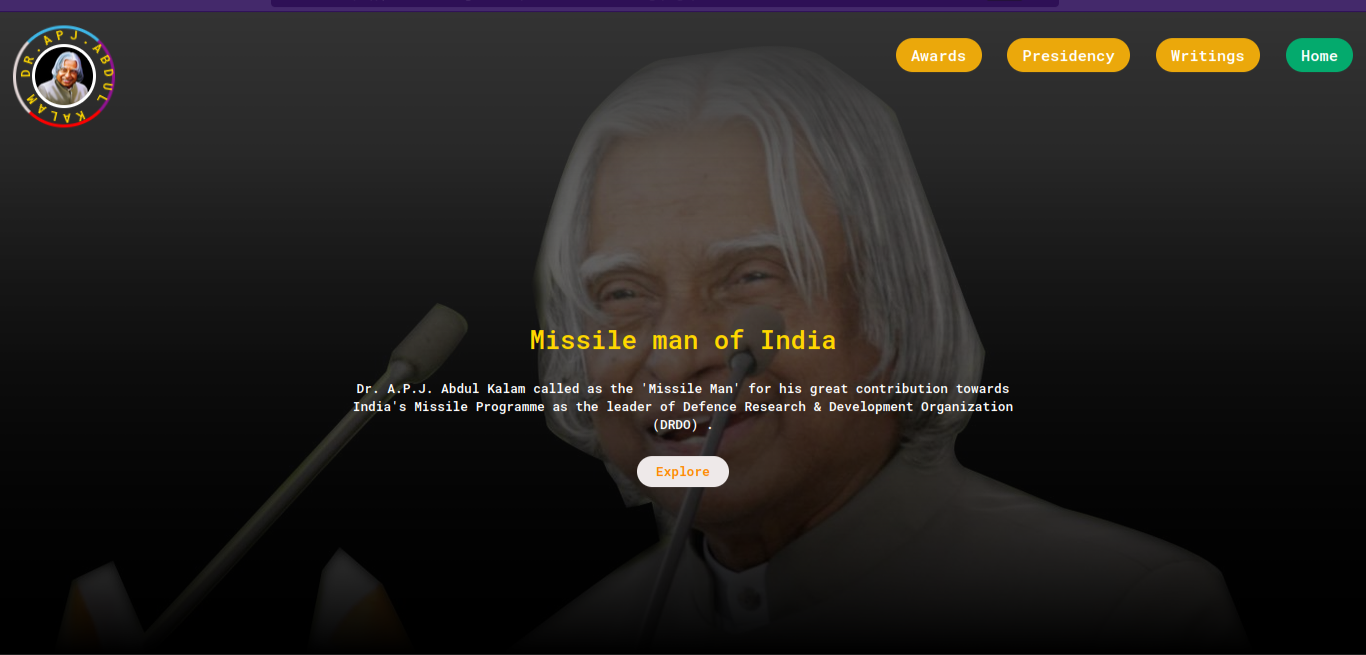 DR.APJ.ABDUL KALAM
Awards
Presidency
Writings
Home
Missile man of India
Dr. A.P.J. Abdul Kalam called as the 'Missile Man' for his great contribution towards
India's Missile Programme as the leader of Defence Research & Development Organization
(DRDO) .
Explore